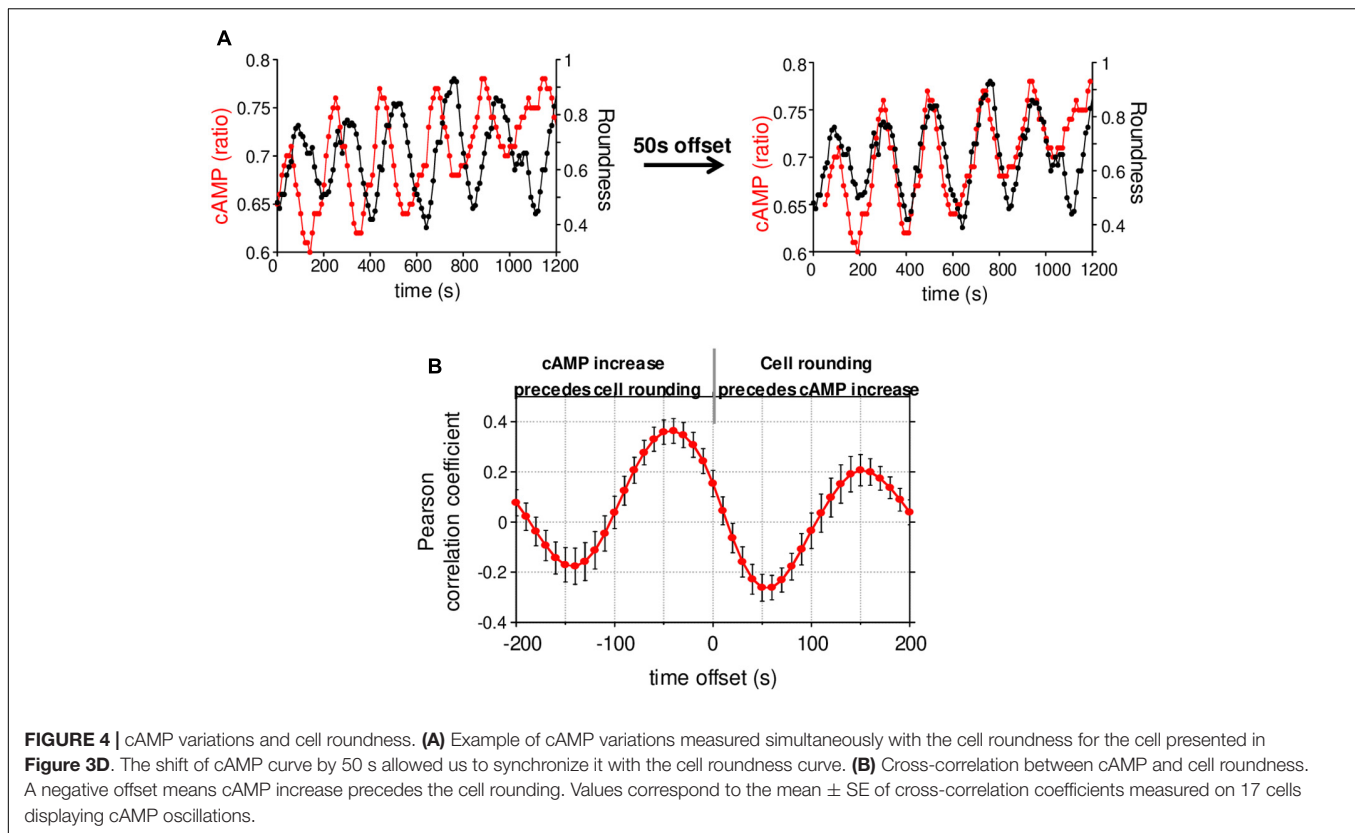 A
0.8
0.75
0.7
0.65
0.6
cAMP (ratio)
1
0.8
0.6
0.4
Roundness
0 200 400 600 800 1000 1200
time (s)
50s offset
0.8
0.75
0.7
0.65
0.6
cAMP (ratio)
1
0.8
0.6
0.4
Roundness
0 200 400 600 800 1000 1200
time (s)
B
cAMP increase
precedes cell rounding
Cell rounding
precedes cAMP increase
0.4
0.2
0
-0.2
-0.4
Pearson
correlation coefficient
-200 -100 0 100 200
time offset (s)
FIGURE 4 | cAMP variations and cell roundness. (A) Example of cAMP variations measured simultaneously with the cell roundness for the cell presented in
Figure 3D. The shift of cAMP curve by 50 s allowed us to synchronize it with the cell roundness curve. (B) Cross-correlation between cAMP and cell roundness.
A negative offset means cAMP increase precedes the cell rounding. Values correspond to the mean ± SE of cross-correlation coefficients measured on 17 cells
displaying cAMP oscillations.